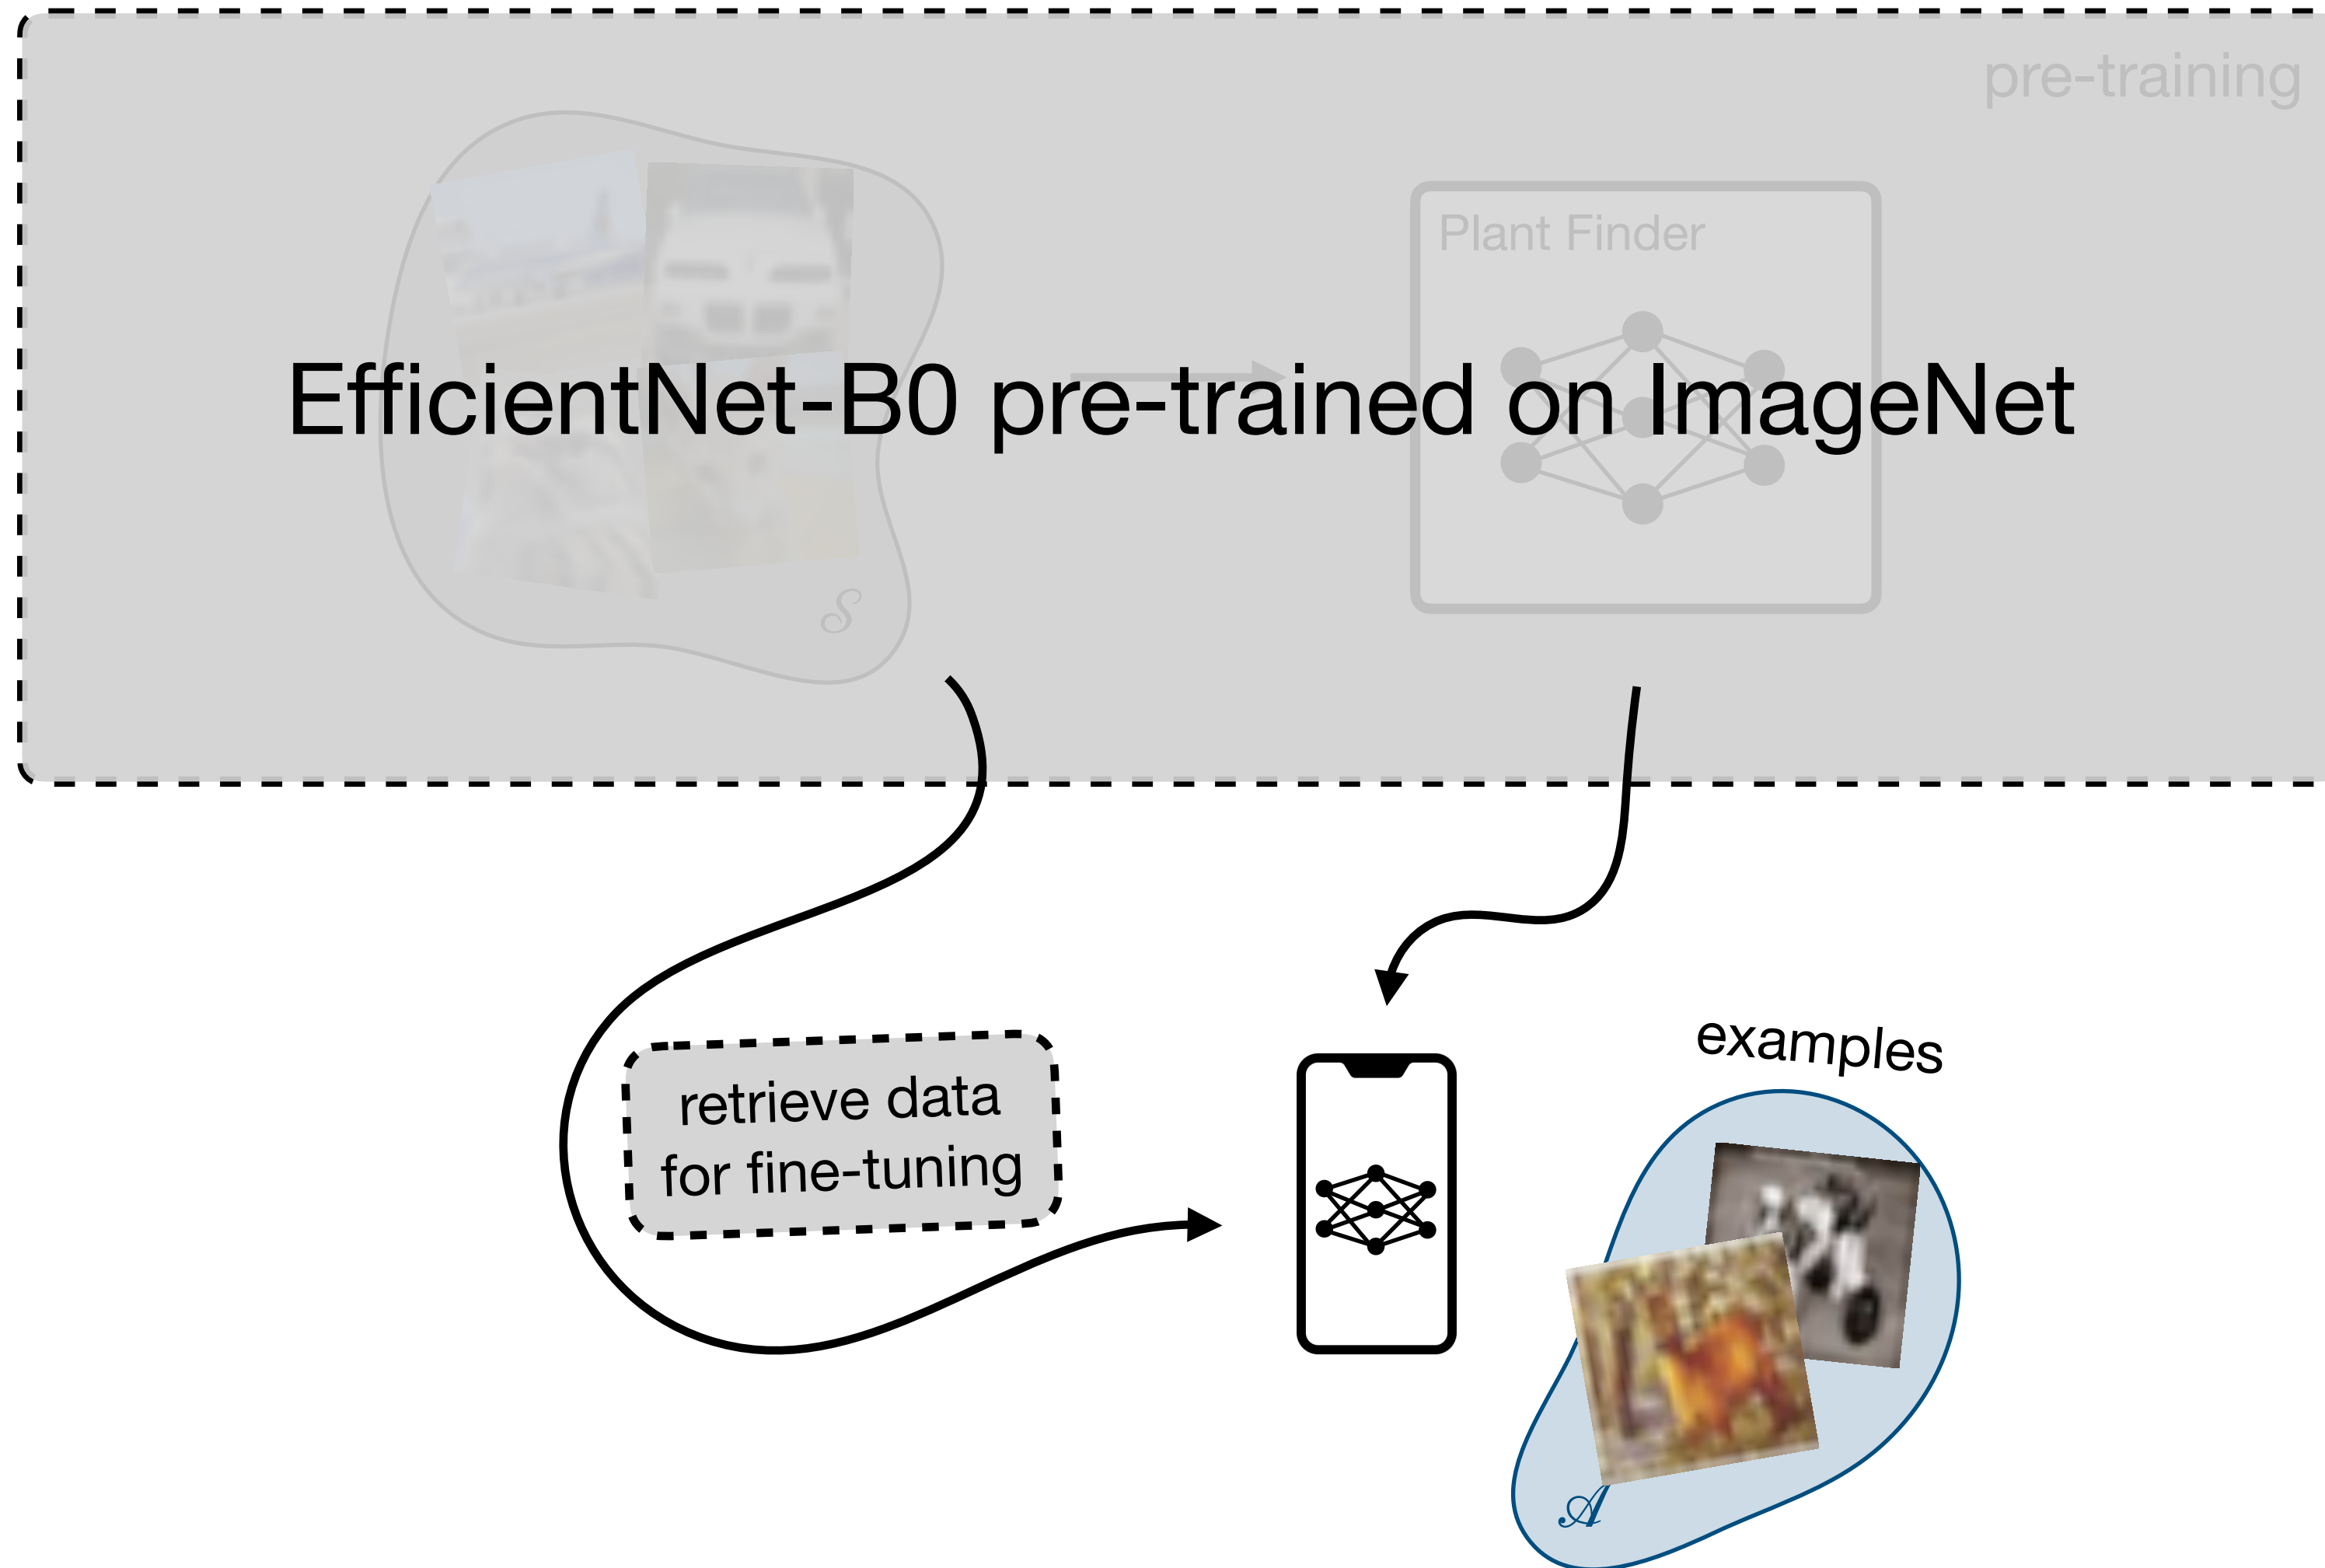 pre-training
Plant Finder
EfficientNet-B0 pre-trained on ImageNet
𝒮
examples
retrieve data
for fine-tuning
𝒜